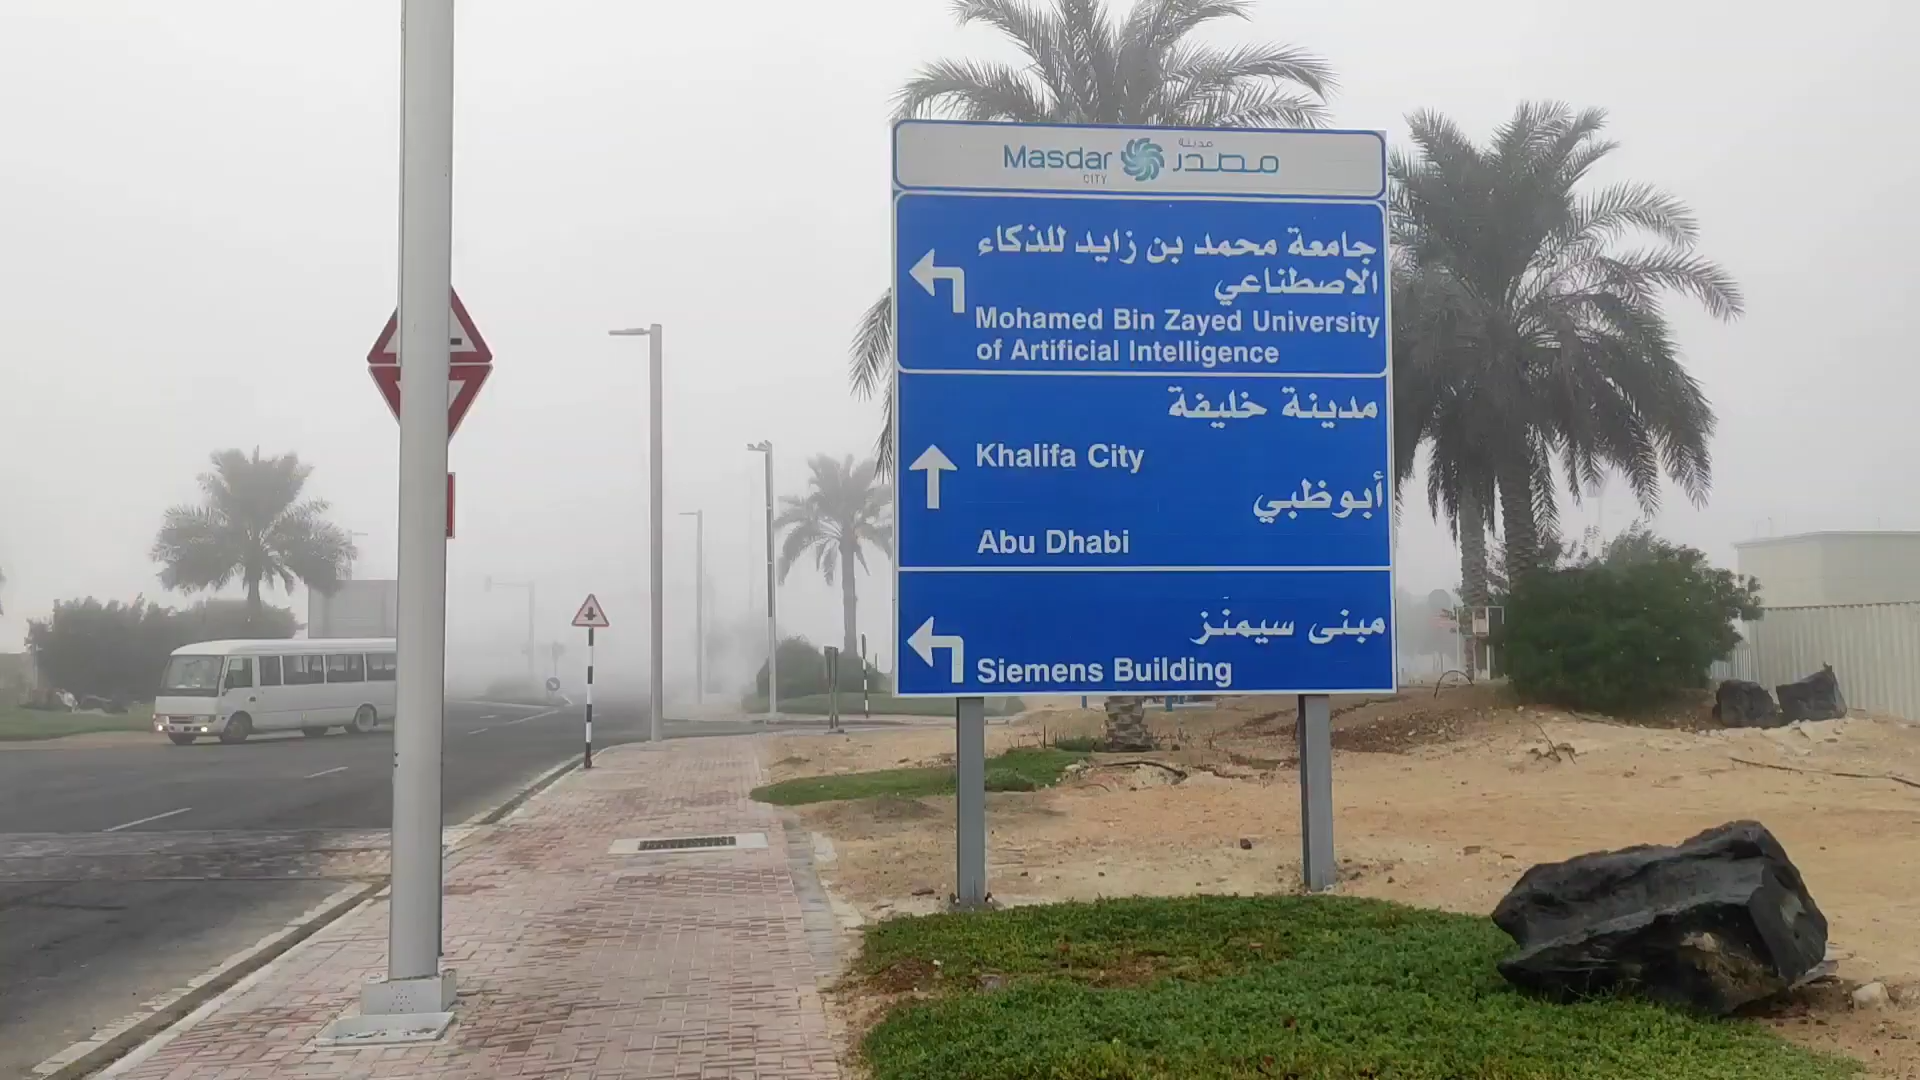 Masdar
CITY
مدينة
مصدر
جامعة محمد بن زايد للذكاء
الاصطناعي
Mohamed Bin Zayed University
of Artificial Intelligence
مدينة خليفة
Khalifa City
أبوظبي
Abu Dhabi
مبنى سيمنز
Siemens Building